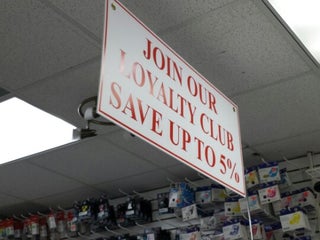 JOIN OUR
LOYALTY CLUB
SAVE UP TO 5%